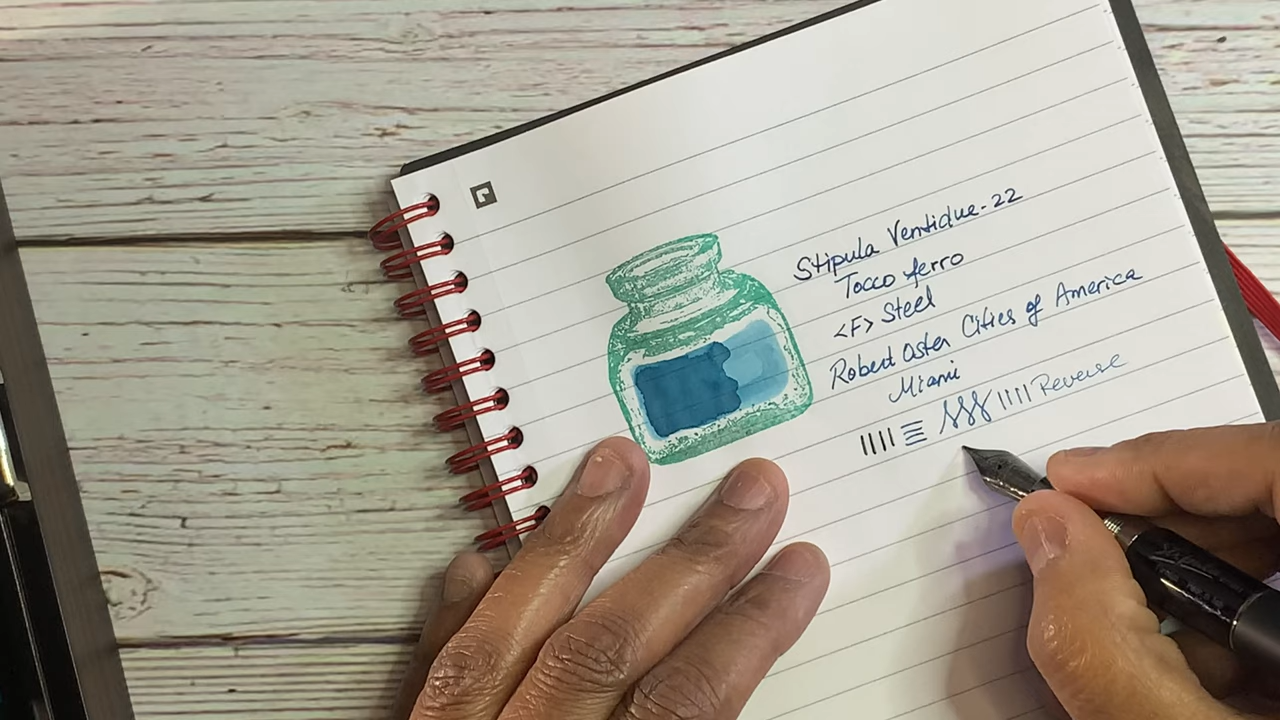 Stipula Ventidue-22
Tocco ferro
<F> Steel
Robert Oster Cities of America
Miami
Reverse